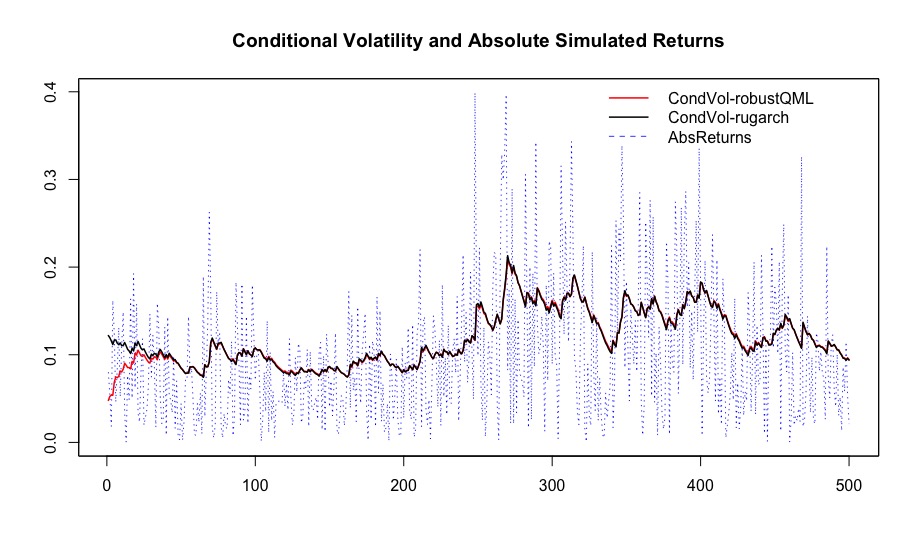 Conditional Volatility and Absolute Simulated Returns
0.4
CondVol-robustQML
CondVol-rugarch
AbsReturns
0.3
0.2
0.1
0.0
0 100 200 300 400 500